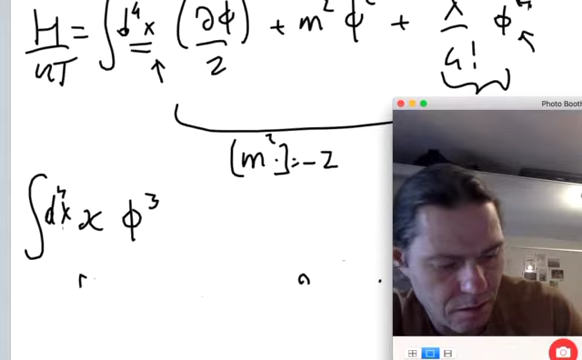 H/KT = ∫d⁴x (∂ϕ)/2 + m²ϕ² + λ/4! ϕ⁴
[m²·] = -2
∫d⁴x x ϕ³
Photo Booth